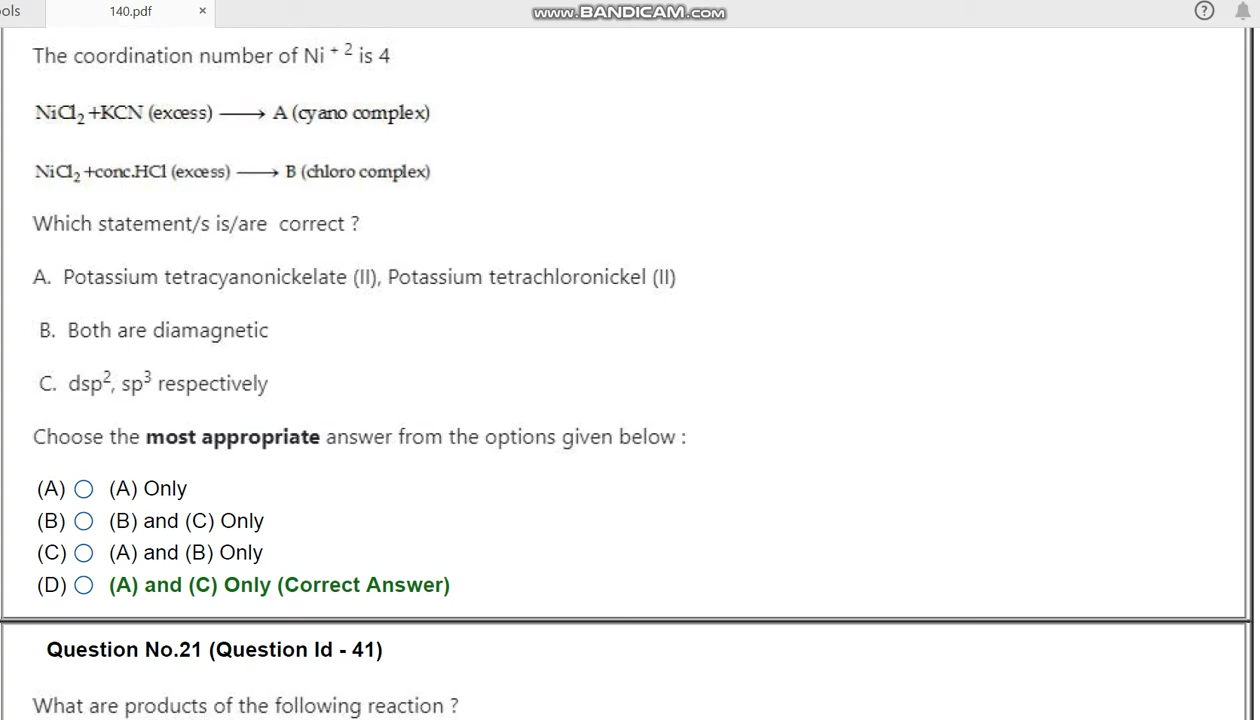 ols
140.pdf
×
www.BANDICAM.com
?
The coordination number of Ni + 2 is 4
NiCl2 +KCN (excess) ⟶ A (cyano complex)
NiCl2 +conc.HCl (excess) ⟶ B (chloro complex)
Which statement/s is/are correct ?
A. Potassium tetracyanonickelate (II), Potassium tetrachloronickel (II)
B. Both are diamagnetic
C. dsp2, sp3 respectively
Choose the most appropriate answer from the options given below :
(A) (A) Only
(B) (B) and (C) Only
(C) (A) and (B) Only
(D) (A) and (C) Only (Correct Answer)
Question No.21 (Question Id - 41)
What are products of the following reaction ?